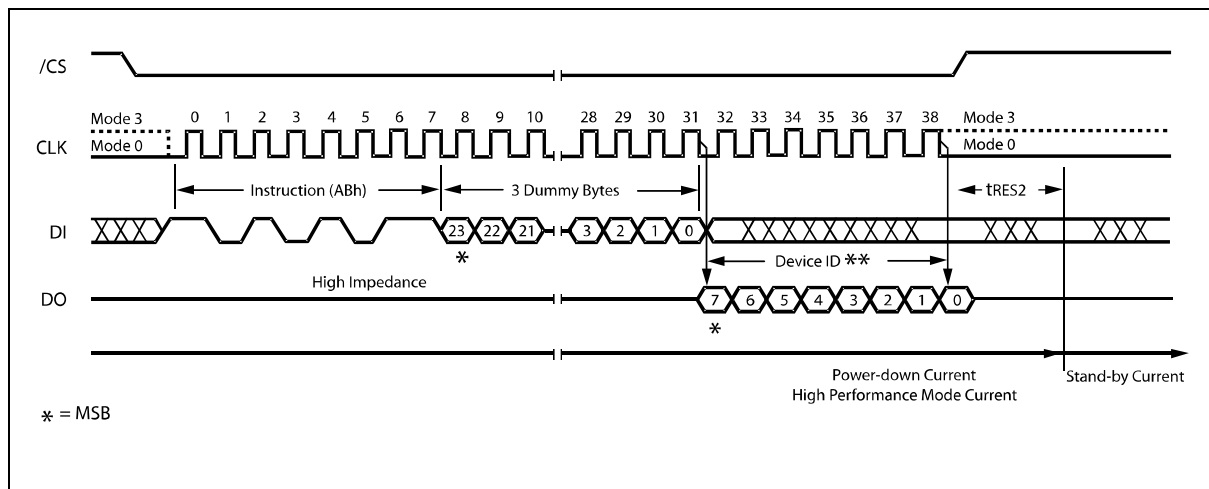 /CS
Mode 3 0 1 2 3 4 5 6 7 8 9 10 28 29 30 31 32 33 34 35 36 37 38 Mode 3
CLK Mode 0 Mode 0
Instruction (ABh) 3 Dummy Bytes tRES2
DI 23 22 21 3 2 1 0
* Device ID **
High Impedance
DO 7 6 5 4 3 2 1 0
*
Power-down Current Stand-by Current
High Performance Mode Current
* = MSB